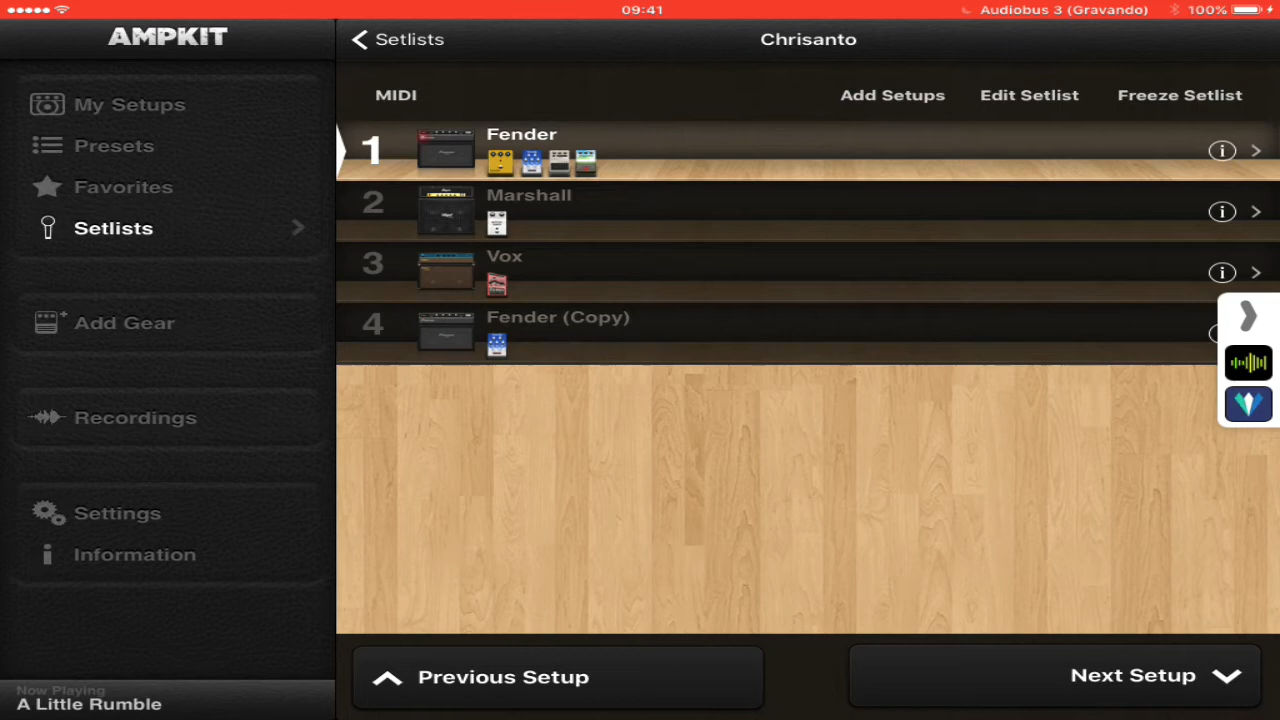 09:41
Audiobus 3 (Gravando)
100%
AMPKIT
Setlists
Chrisanto
My Setups
Presets
Favorites
Setlists
Add Gear
Recordings
Settings
Information
Now Playing
A Little Rumble
MIDI
Add Setups
Edit Setlist
Freeze Setlist
1
Fender
2
Marshall
3
Vox
4
Fender (Copy)
Previous Setup
Next Setup